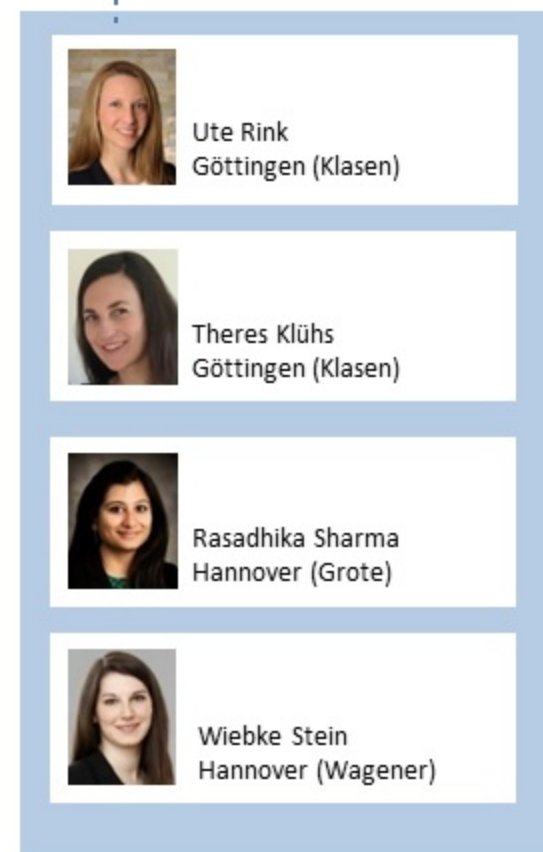 Ute Rink
Göttingen (Klasen)
Theres Klühs
Göttingen (Klasen)
Rasadhika Sharma
Hannover (Grote)
Wiebke Stein
Hannover (Wagener)